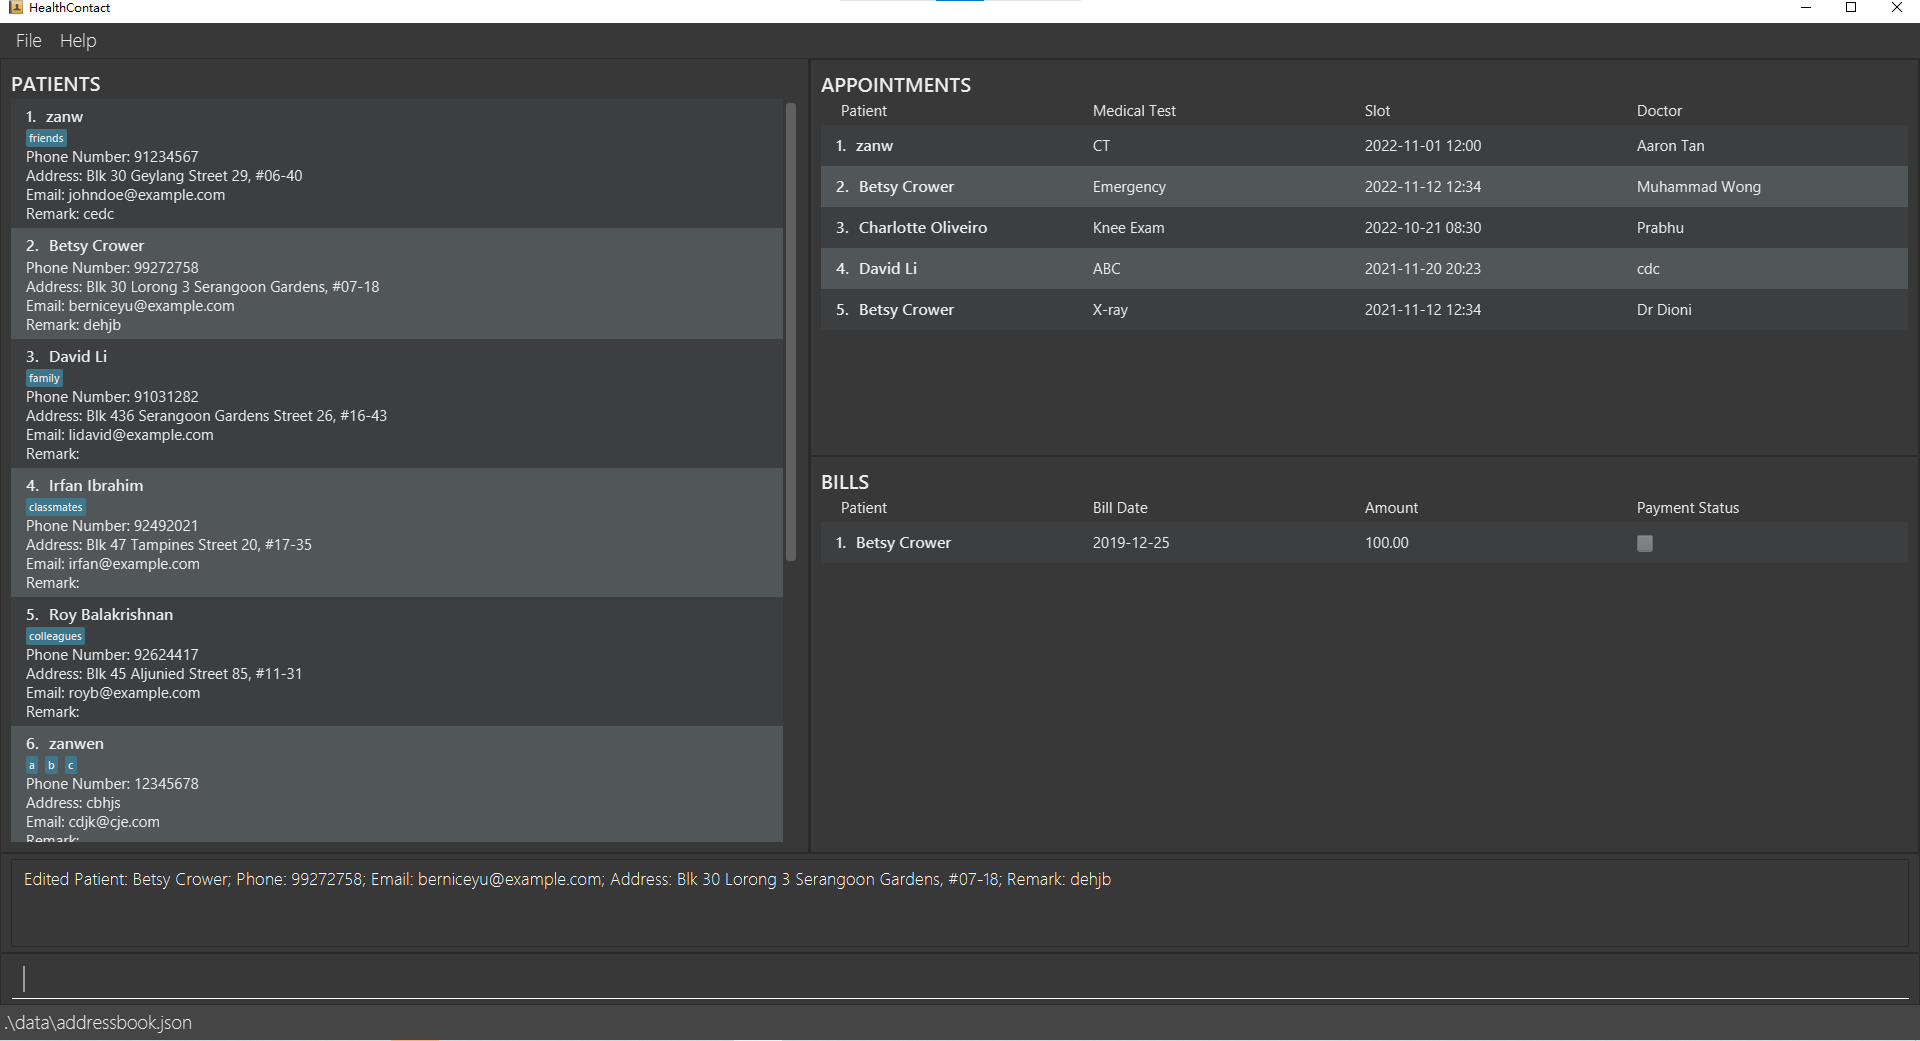 HealthContact
File Help
PATIENTS
1. zanw
friends
Phone Number: 91234567
Address: Blk 30 Geylang Street 29, #06-40
Email: johndoe@example.com
Remark: cedc
2. Betsy Crower
Phone Number: 99272758
Address: Blk 30 Lorong 3 Serangoon Gardens, #07-18
Email: berniceyu@example.com
Remark: dehjb
3. David Li
family
Phone Number: 91031282
Address: Blk 436 Serangoon Gardens Street 26, #16-43
Email: lidavid@example.com
Remark:
4. Irfan Ibrahim
classmates
Phone Number: 92492021
Address: Blk 47 Tampines Street 20, #17-35
Email: irfan@example.com
Remark:
5. Roy Balakrishnan
colleagues
Phone Number: 92624417
Address: Blk 45 Aljunied Street 85, #11-31
Email: royb@example.com
Remark:
6. zanwen
a b c
Phone Number: 12345678
Address: cbhjs
Email: cdjk@cje.com
Remark:
APPOINTMENTS
Patient Medical Test Slot Doctor
1. zanw CT 2022-11-01 12:00 Aaron Tan
2. Betsy Crower Emergency 2022-11-12 12:34 Muhammad Wong
3. Charlotte Oliveiro Knee Exam 2022-10-21 08:30 Prabhu
4. David Li ABC 2021-11-20 20:23 cdc
5. Betsy Crower X-ray 2021-11-12 12:34 Dr Dioni
BILLS
Patient Bill Date Amount Payment Status
1. Betsy Crower 2019-12-25 100.00
Edited Patient: Betsy Crower; Phone: 99272758; Email: berniceyu@example.com; Address: Blk 30 Lorong 3 Serangoon Gardens, #07-18; Remark: dehjb
.\data\addressbook.json